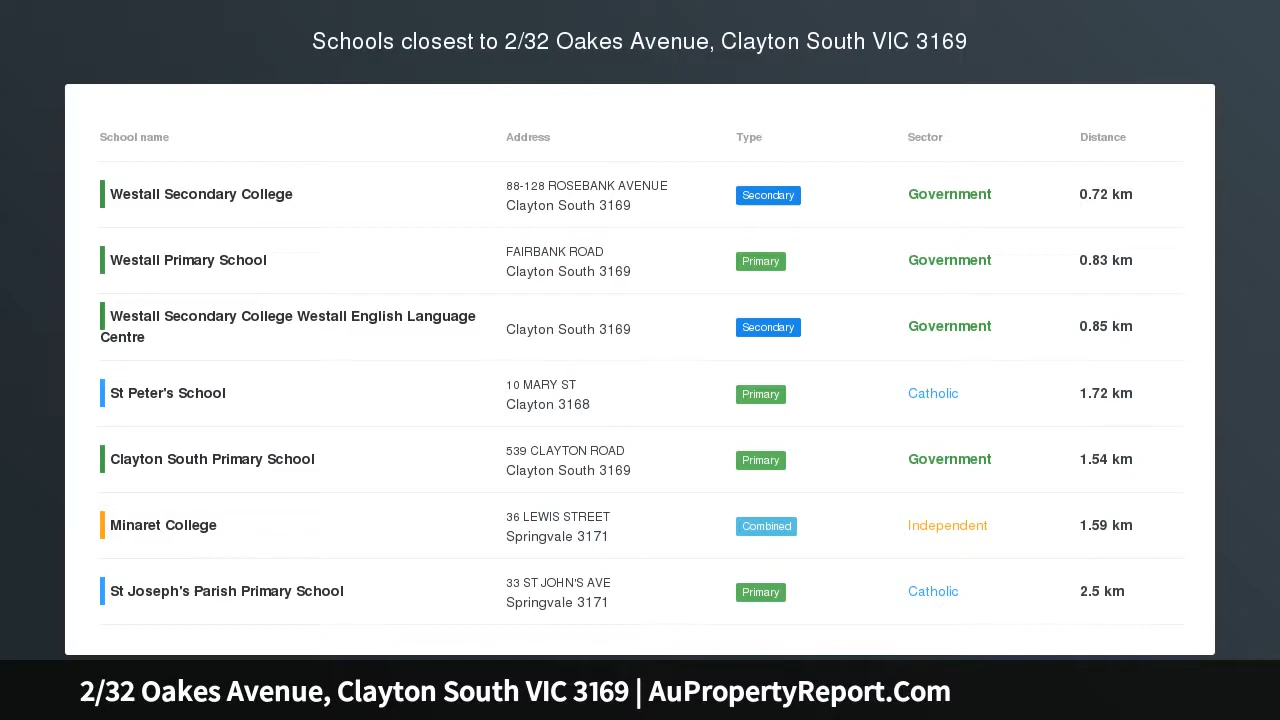 Schools closest to 2/32 Oakes Avenue, Clayton South VIC 3169
School name Address Type Sector Distance
Westall Secondary College 88-128 ROSEBANK AVENUE Clayton South 3169 Secondary Government 0.72 km
Westall Primary School FAIRBANK ROAD Clayton South 3169 Primary Government 0.83 km
Westall Secondary College Westall English Language Centre Clayton South 3169 Secondary Government 0.85 km
St Peter's School 10 MARY ST Clayton 3168 Primary Catholic 1.72 km
Clayton South Primary School 539 CLAYTON ROAD Clayton South 3169 Primary Government 1.54 km
Minaret College 36 LEWIS STREET Springvale 3171 Combined Independent 1.59 km
St Joseph's Parish Primary School 33 ST JOHN'S AVE Springvale 3171 Primary Catholic 2.5 km
2/32 Oakes Avenue, Clayton South VIC 3169 | AuPropertyReport.Com